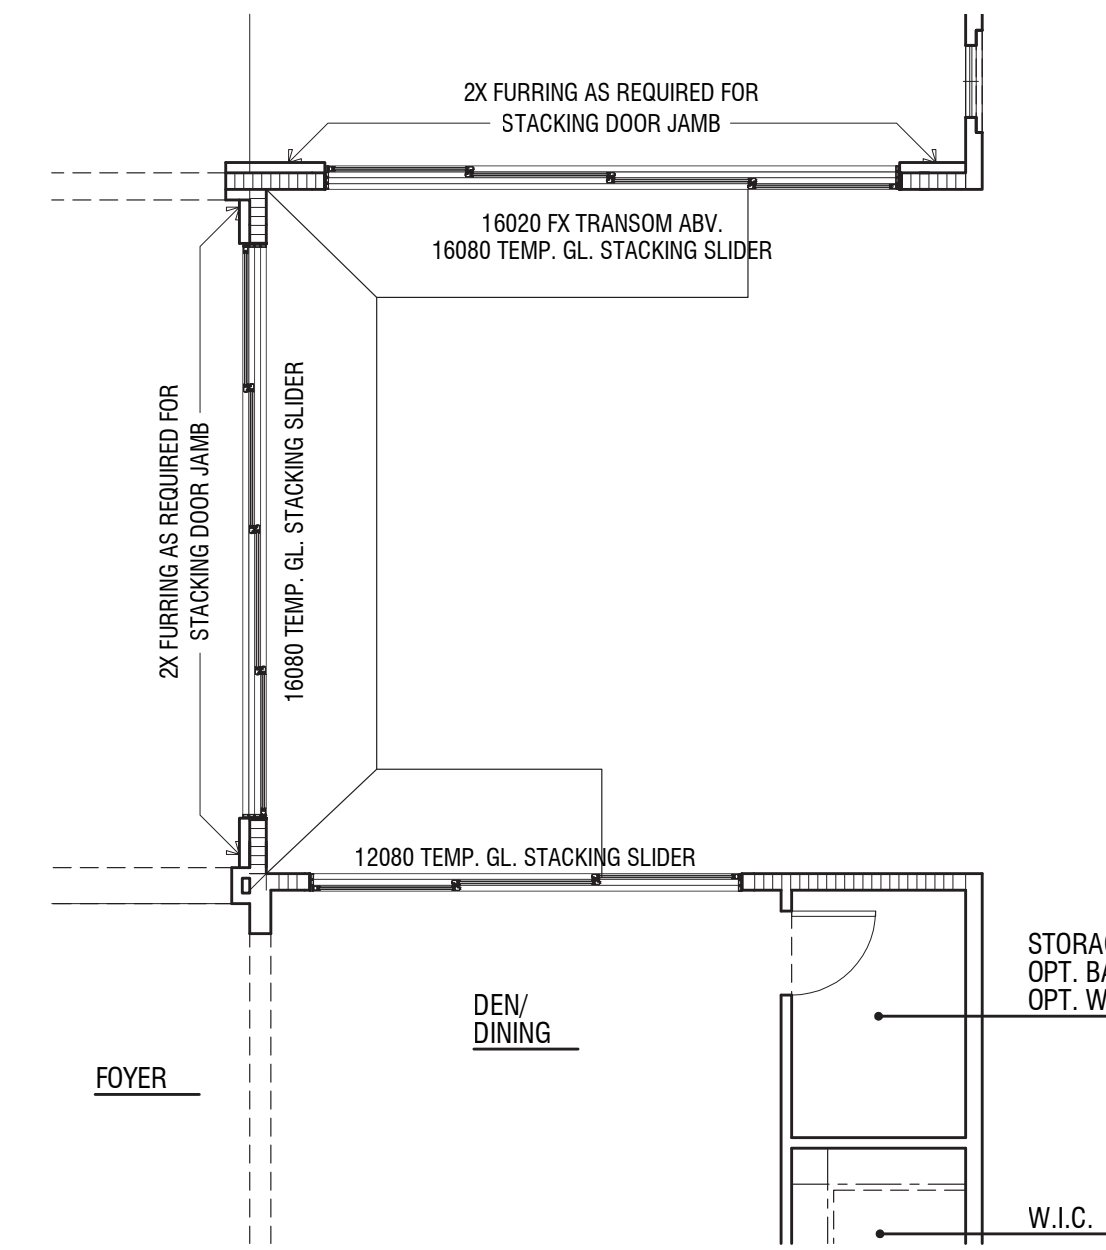 2X FURRING AS REQUIRED FOR
STACKING DOOR JAMB
16020 FX TRANSOM ABV.
16080 TEMP. GL. STACKING SLIDER
2X FURRING AS REQUIRED FOR
STACKING DOOR JAMB
16080 TEMP. GL. STACKING SLIDER
12080 TEMP. GL. STACKING SLIDER
DEN/
DINING
FOYER
OPT.
OPT.
W.I.C.